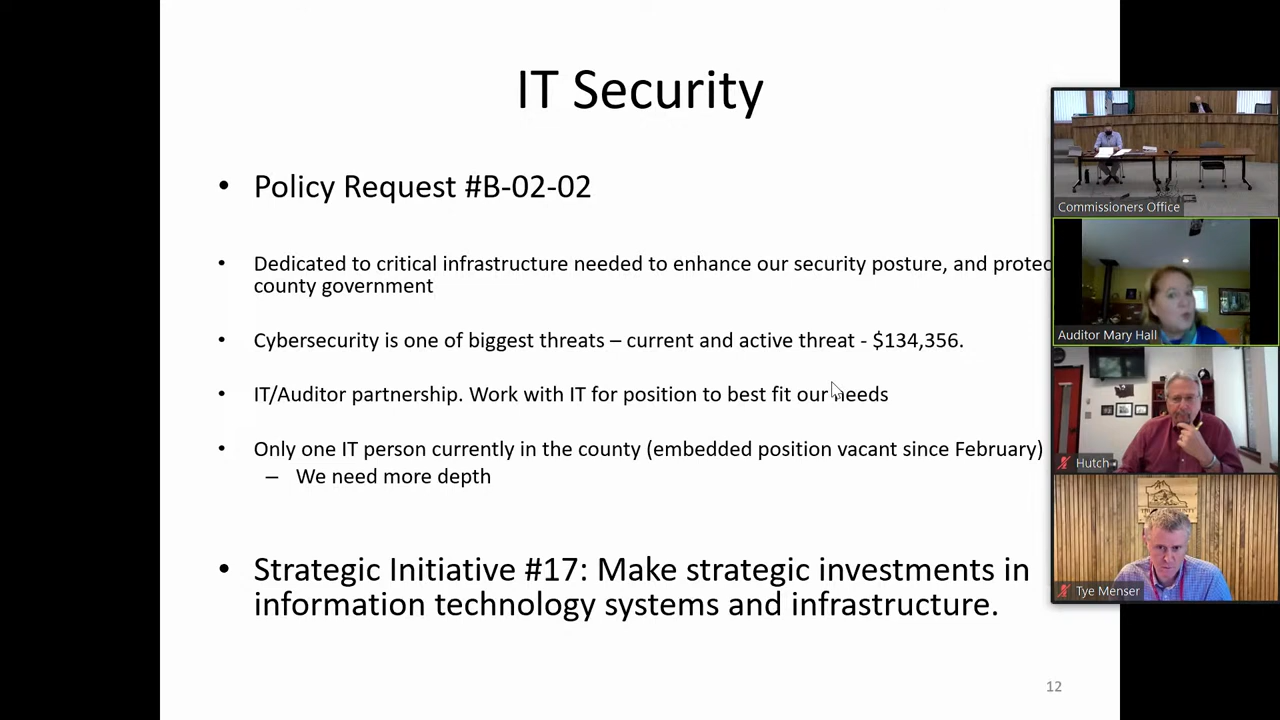 IT Security
• Policy Request #B-02-02
• Dedicated to critical infrastructure needed to enhance our security posture, and protec
county government
• Cybersecurity is one of biggest threats – current and active threat - $134,356.
• IT/Auditor partnership. Work with IT for position to best fit our needs
• Only one IT person currently in the county (embedded position vacant since February)
– We need more depth
• Strategic Initiative #17: Make strategic investments in
information technology systems and infrastructure.
12
Commissioners Office
Auditor Mary Hall
Hutch
Tye Menser